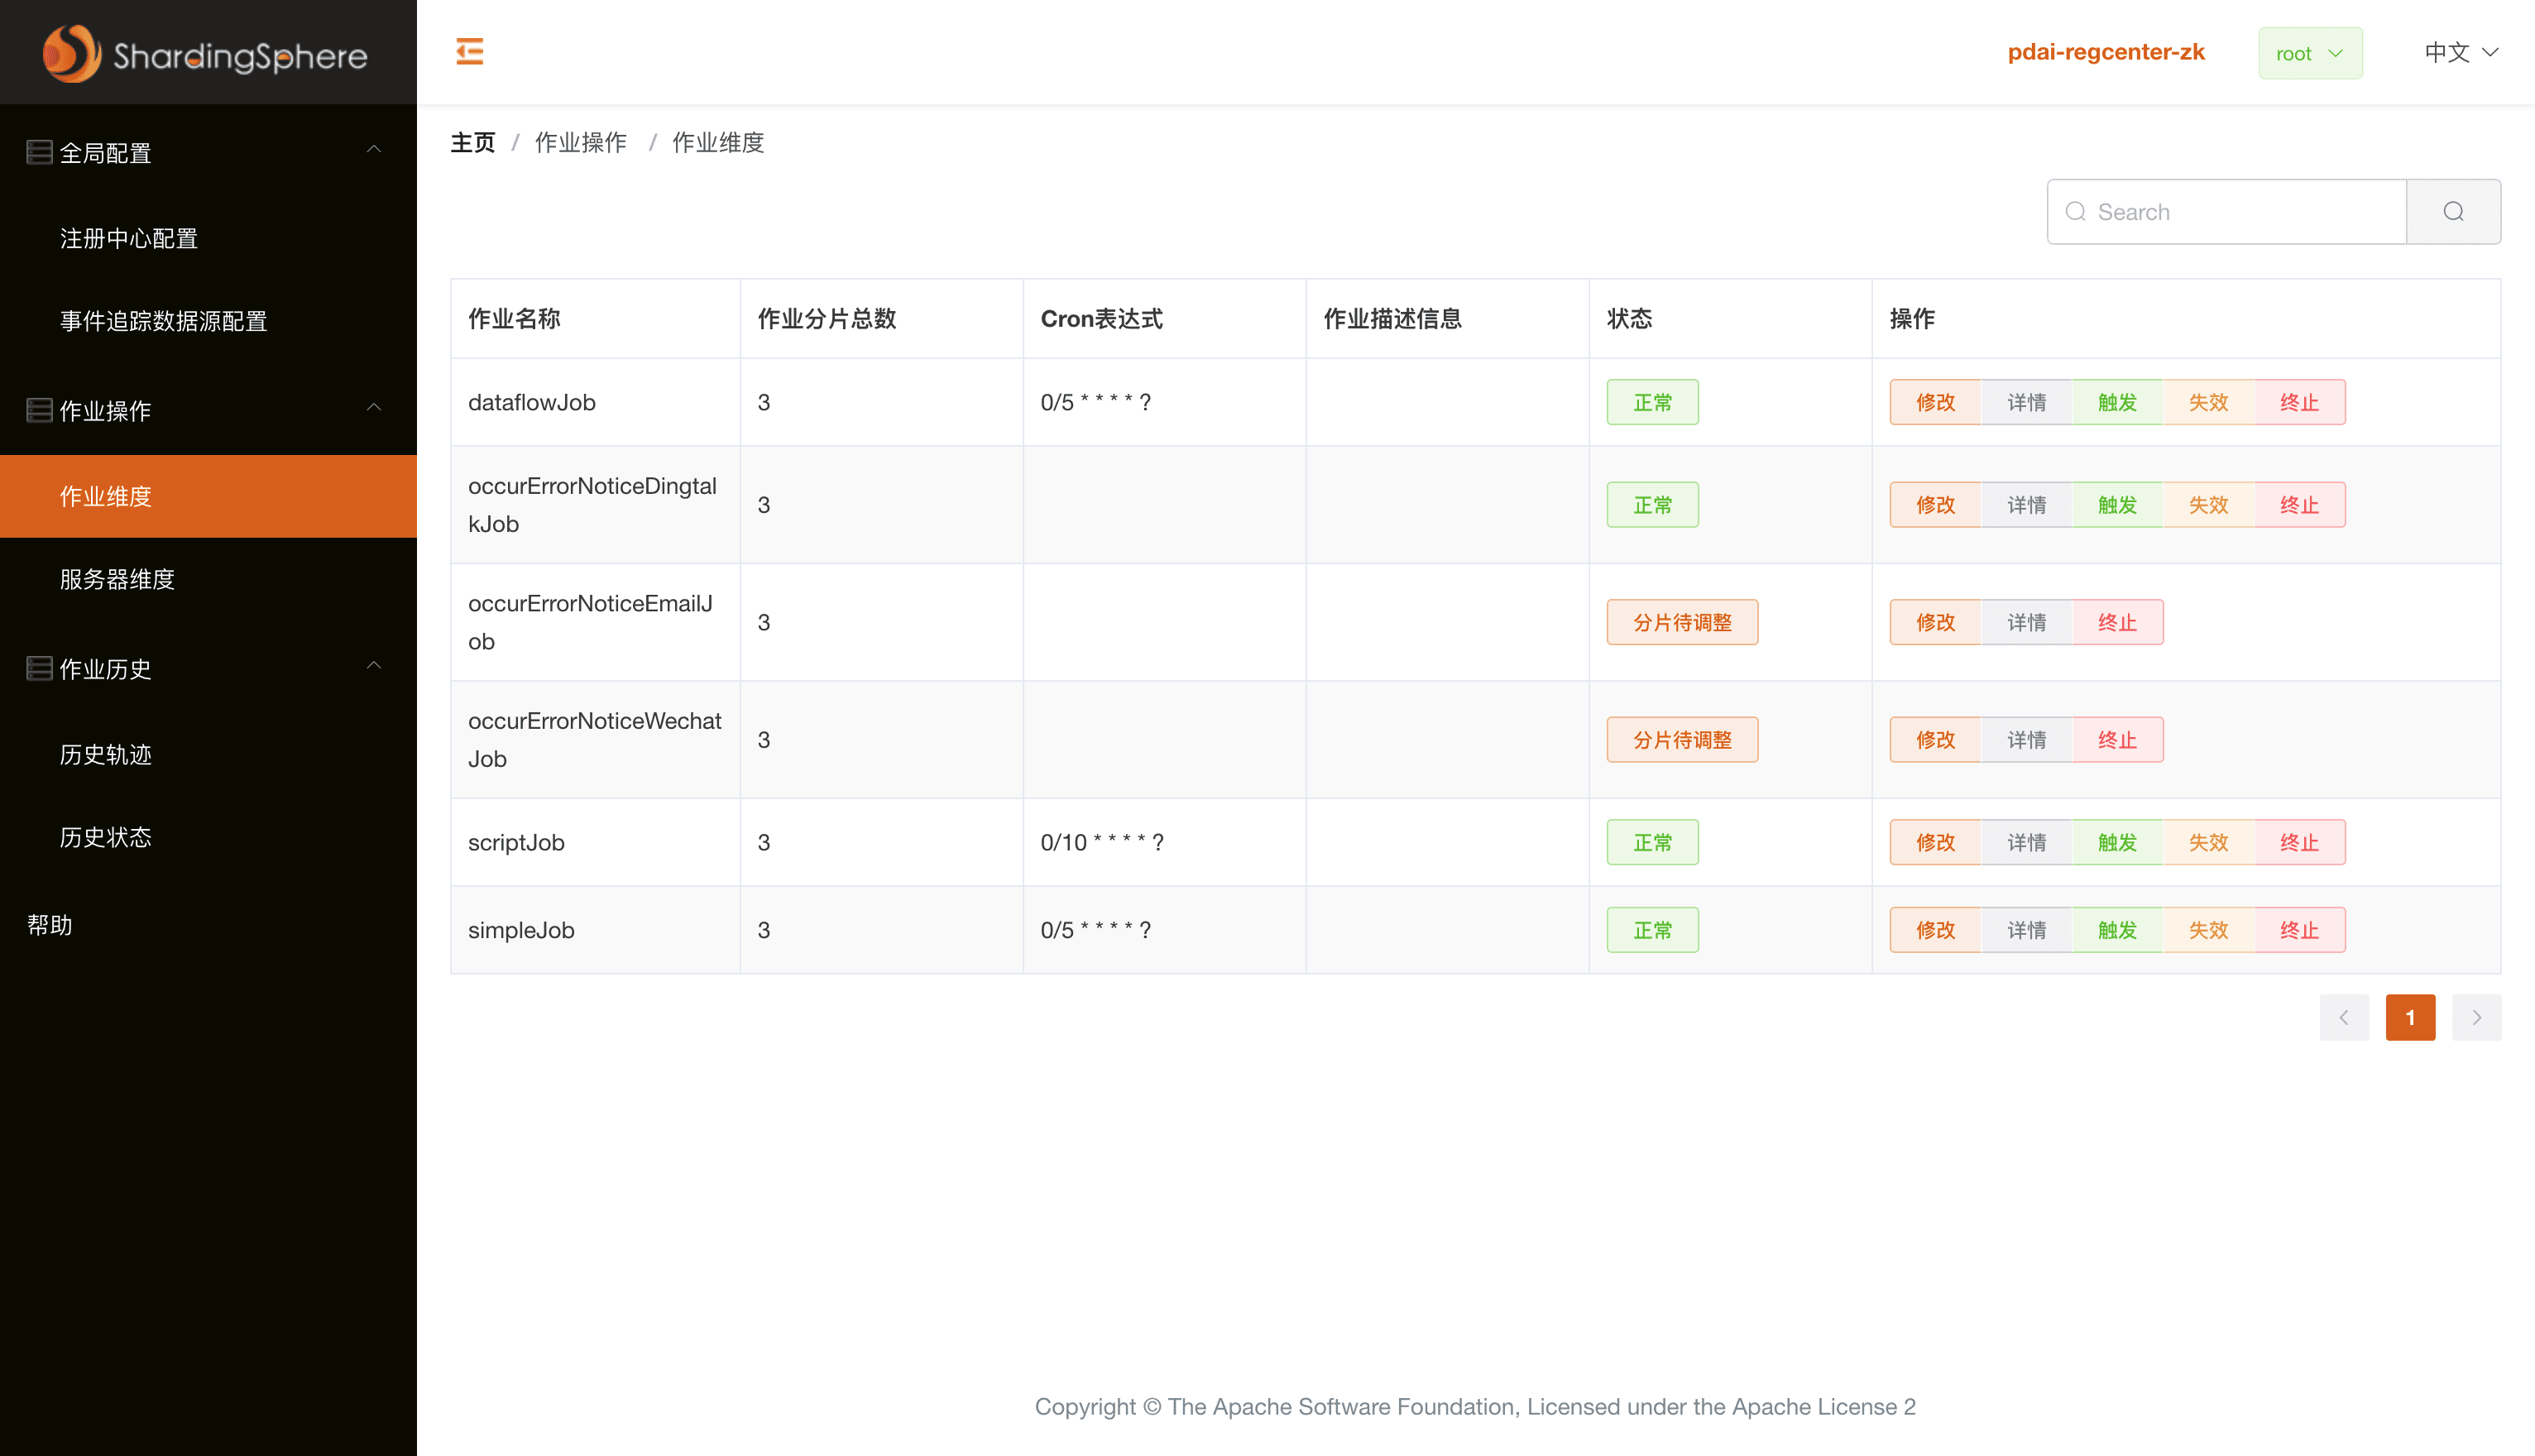 ShardingSphere
pdai-regcenter-zk
root
中文
全局配置
注册中心配置
事件追踪数据源配置
作业操作
作业维度
服务器维度
作业历史
历史轨迹
历史状态
帮助
主页 / 作业操作 / 作业维度
Search
作业名称 作业分片总数 Cron表达式 作业描述信息 状态 操作
dataflowJob 3 0/5 * * * * ? 正常 修改 详情 触发 失效 终止
occurErrorNoticeDingtal
kJob
3 正常 修改 详情 触发 失效 终止
occurErrorNoticeEmailJ
ob
3 分片待调整 修改 详情 终止
occurErrorNoticeWechat
Job
3 分片待调整 修改 详情 终止
scriptJob 3 0/10 * * * * ? 正常 修改 详情 触发 失效 终止
simpleJob 3 0/5 * * * * ? 正常 修改 详情 触发 失效 终止
1
Copyright © The Apache Software Foundation, Licensed under the Apache License 2